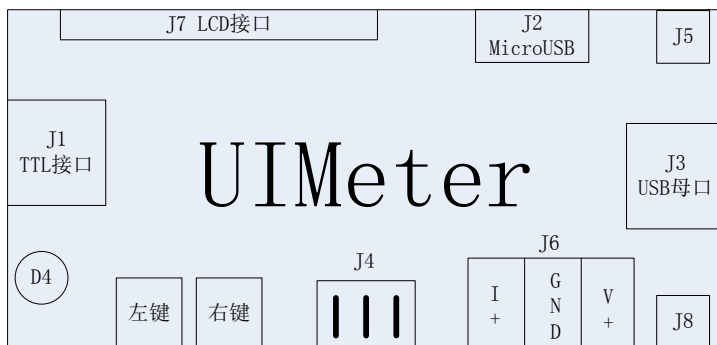 J7 LCD接口
J2
MicroUSB
J5
J1
TTL接口
UIMeter
J3
USB母口
D4
左键
右键
J4
J6
I
+
G
N
D
V
+
J8